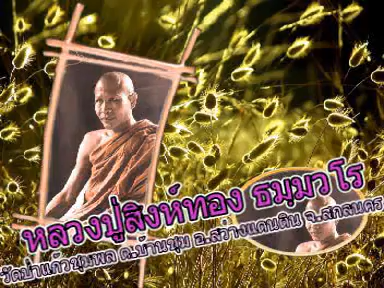 หลวงปู่สิงห์ทอง ธมฺมวโร
วัดป่าแก้วชุมพล ต.บ้านชุม อ.สว่างแดนดิน จ.สกลนคร